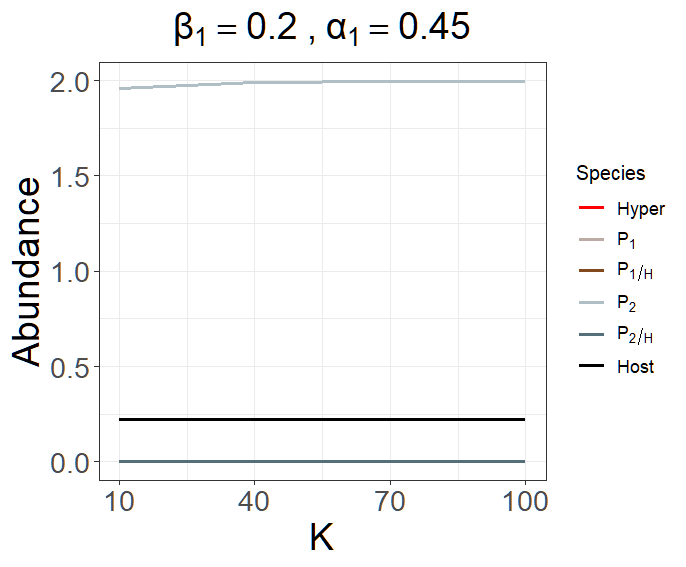 β₁ = 0.2 , α₁ = 0.45
Abundance
2.0
1.5
1.0
0.5
0.0
10 40 70 100
K
Species
Hyper
P₁
P₁/H
P₂
P₂/H
Host